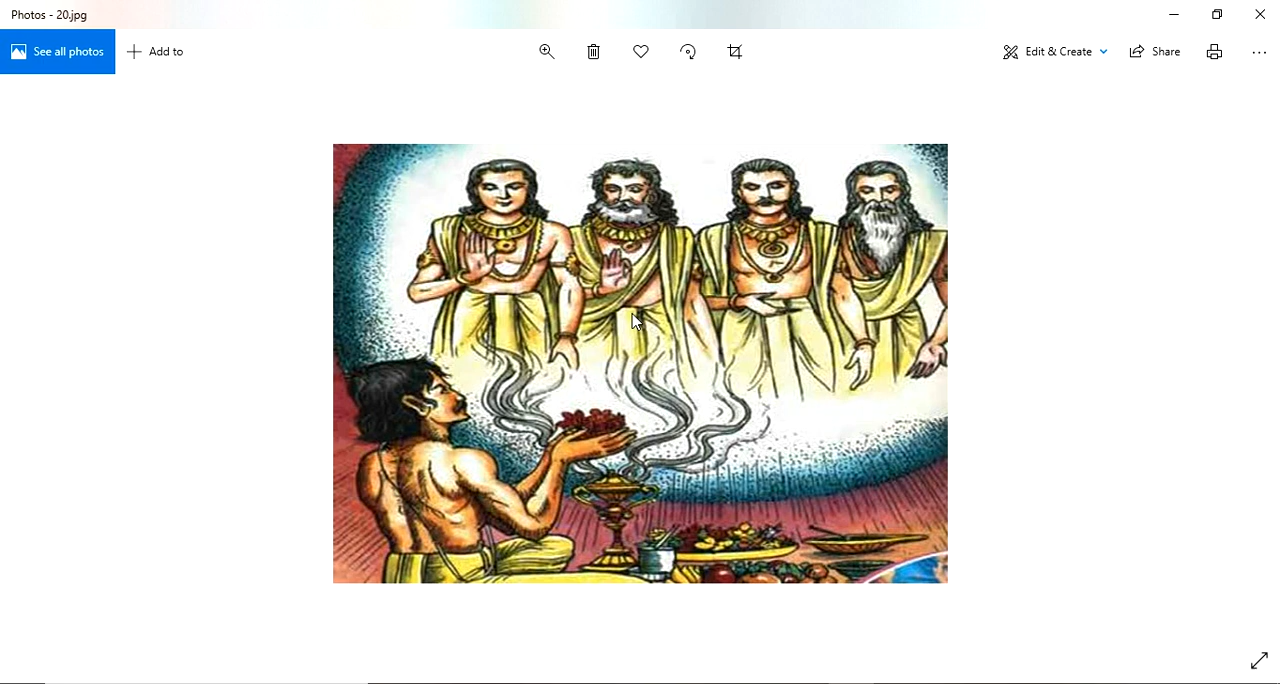 Photos - 20.jpg
See all photos
Add to
Edit & Create
Share